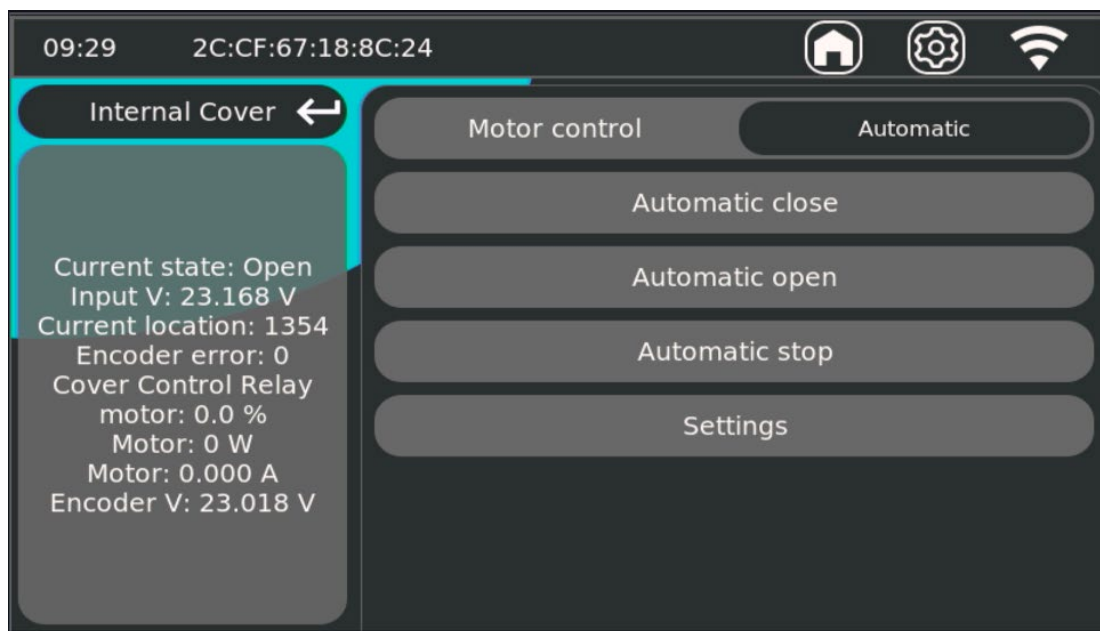 09:29 2C:CF:67:18:8C:24
Internal Cover
Current state: Open
Input V: 23.168 V
Current location: 1354
Encoder error: 0
Cover Control Relay
motor: 0.0 %
Motor: 0 W
Motor: 0.000 A
Encoder V: 23.018 V
Motor control Automatic
Automatic close
Automatic open
Automatic stop
Settings